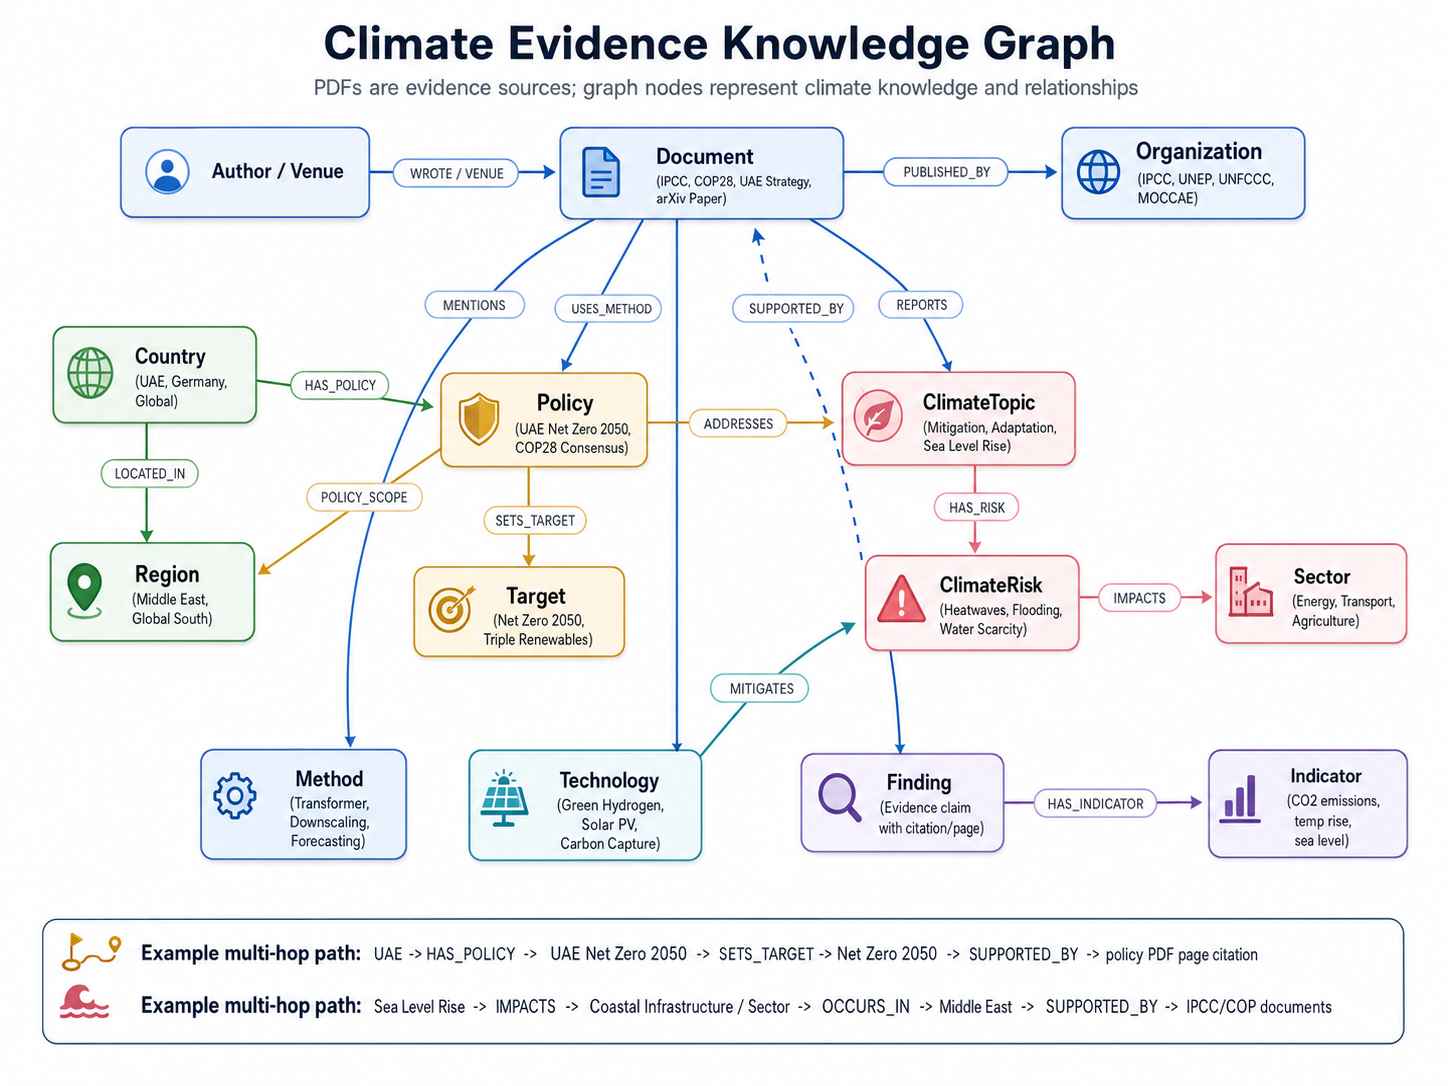 Climate Evidence Knowledge Graph
PDFs are evidence sources; graph nodes represent climate knowledge and relationships
Author / Venue
WROTE / VENUE
Document
(IPCC, COP28, UAE Strategy,
arXiv Paper)
PUBLISHED_BY
Organization
(IPCC, UNEP, UNFCCC,
MOCCAE)
MENTIONS
USES_METHOD
SUPPORTED_BY
REPORTS
Country
(UAE, Germany,
Global)
HAS_POLICY
Policy
(UAE Net Zero 2050,
COP28 Consensus)
ADDRESSES
ClimateTopic
(Mitigation, Adaptation,
Sea Level Rise)
LOCATED_IN
POLICY_SCOPE
SETS_TARGET
HAS_RISK
Region
(Middle East,
Global South)
Target
(Net Zero 2050,
Triple Renewables)
ClimateRisk
(Heatwaves, Flooding,
Water Scarcity)
IMPACTS
Sector
(Energy, Transport,
Agriculture)
MITIGATES
Method
(Transformer,
Downscaling,
Forecasting)
Technology
(Green Hydrogen,
Solar PV,
Carbon Capture)
Finding
(Evidence claim
with citation/page)
HAS_INDICATOR
Indicator
(CO2 emissions,
temp rise,
sea level)
Example multi-hop path: UAE -> HAS_POLICY -> UAE Net Zero 2050 -> SETS_TARGET -> Net Zero 2050 -> SUPPORTED_BY -> policy PDF page citation
Example multi-hop path: Sea Level Rise -> IMPACTS -> Coastal Infrastructure / Sector -> OCCURS_IN -> Middle East -> SUPPORTED_BY -> IPCC/COP documents